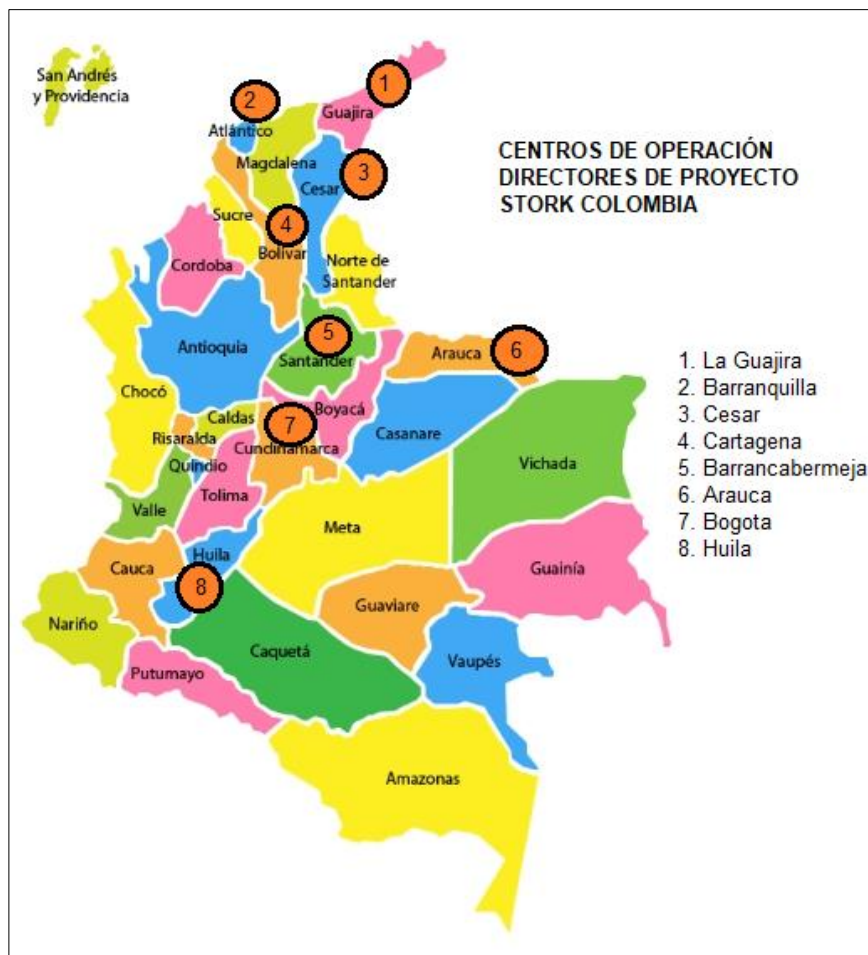 San Andrés
y Providencia
1
2
Guajira
Atlántico
Magdalena
3
Cesar
CENTROS DE OPERACIÓN
DIRECTORES DE PROYECTO
STORK COLOMBIA
Sucre
4
Bolívar
Cordoba
Norte de
Santander
5
Santander
Antioquia
Arauca
6
Chocó
Caldas
Boyacá
7
Cundinamarca
Risaralda
Casanare
Quindio
Tolima
Valle
Vichada
Meta
1. La Guajira
2. Barranquilla
3. Cesar
4. Cartagena
5. Barrancabermeja
6. Arauca
7. Bogota
8. Huila
Huila
8
Cauca
Guainía
Guaviare
Nariño
Caquetá
Vaupés
Putumayo
Amazonas